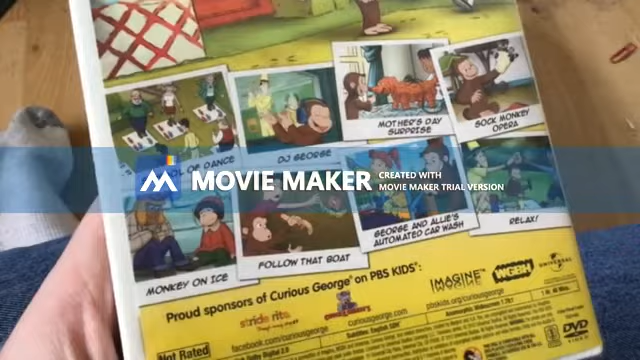 MOTHER'S DAY
SURPRISE
SOCK MONKEY
OPERA
OL OF DANCE
DJ GEORGE
MOVIE MAKER
CREATED WITH
MOVIE MAKER TRIAL VERSION
MONKEY ON ICE
FOLLOW THAT BOAT
GEORGE AND ALLIE'S
AUTOMATED CAR WASH
RELAX!
Proud sponsors of Curious George® on PBS KIDS®:
stride rite
IMAGINE
WGBH
UNIVERSAL
facebook.com/curiousgeorge
curiousgeorge.com
pbskids.org/curiousgeorge
Not Rated
DVD
VIDEO